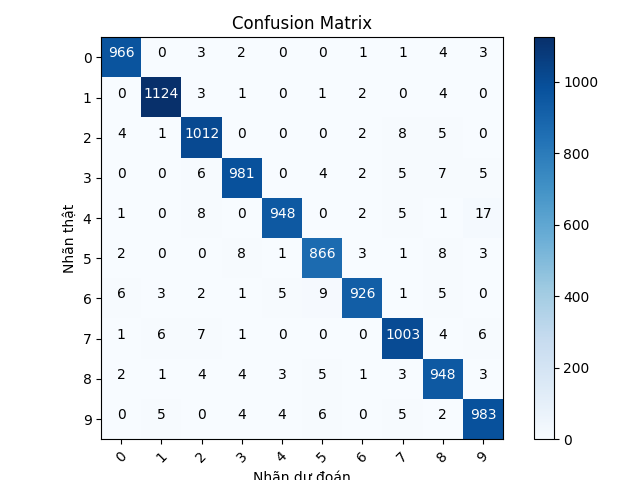 Confusion Matrix
0 966 0 3 2 0 0 1 1 4 3
1 0 1124 3 1 0 1 2 0 4 0
2 4 1 1012 0 0 0 2 8 5 0
3 0 0 6 981 0 4 2 5 7 5
4 1 0 8 0 948 0 2 5 1 17
5 2 0 0 8 1 866 3 1 8 3
6 6 3 2 1 5 9 926 1 5 0
7 1 6 7 1 0 0 0 1003 4 6
8 2 1 4 4 3 5 1 3 948 3
9 0 5 0 4 4 6 0 5 2 983
0 1 2 3 4 5 6 7 8 9
Nhãn thật
Nhãn dự đoán
1000
800
600
400
200
0